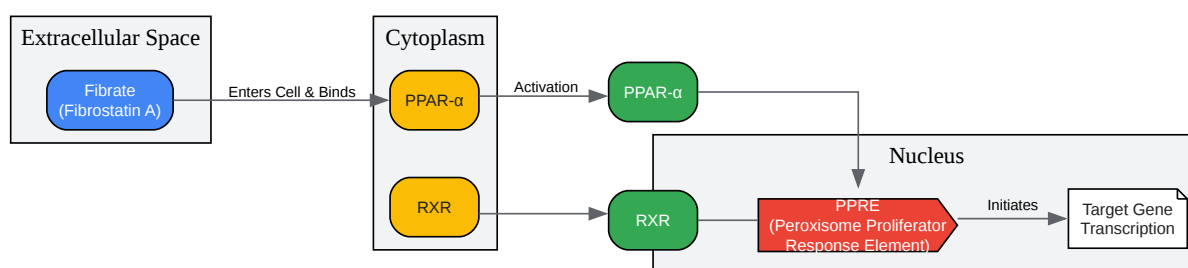 Extracellular Space
Fibrate
(Fibrostatin A)
Enters Cell & Binds
Cytoplasm
PPAR-α
RXR
Activation
PPAR-α
RXR
Nucleus
PPRE
(Peroxisome Proliferator
Response Element)
Initiates
Target Gene
Transcription